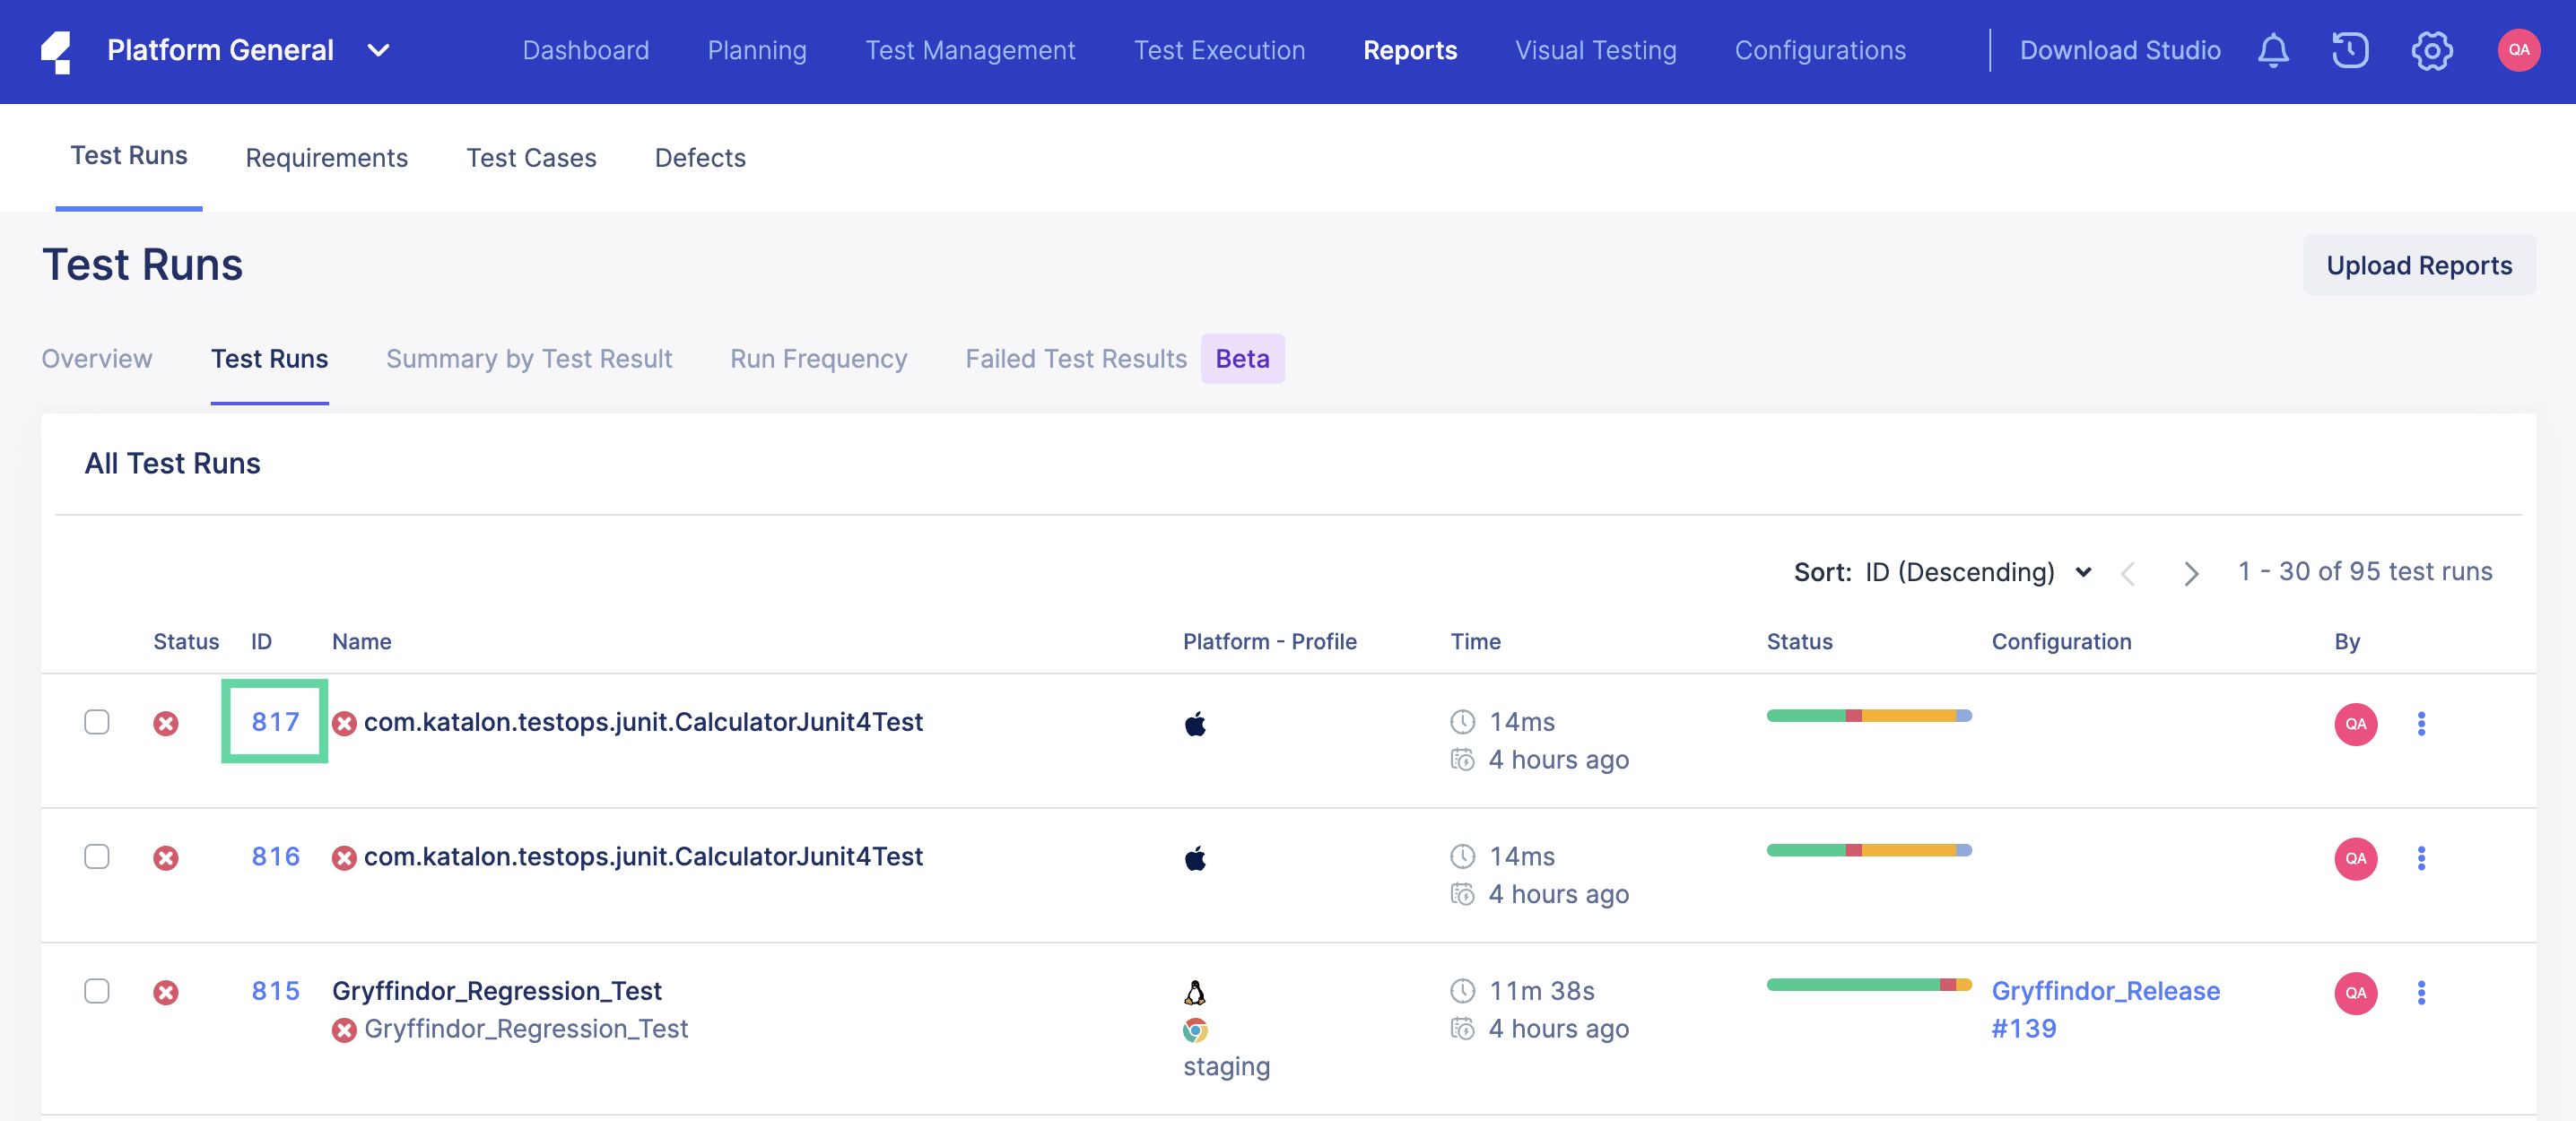 Platform General
Dashboard Planning Test Management Test Execution Reports Visual Testing Configurations Download Studio QA
Test Runs Requirements Test Cases Defects
Test Runs
Upload Reports
Overview Test Runs Summary by Test Result Run Frequency Failed Test Results Beta
All Test Runs
Sort: ID (Descending) 1 - 30 of 95 test runs
Status ID Name Platform - Profile Time Status Configuration By
817 com.katalon.testops.junit.CalculatorJunit4Test 14ms QA
4 hours ago
816 com.katalon.testops.junit.CalculatorJunit4Test 14ms QA
4 hours ago
815 Gryffindor_Regression_Test 11m 38s Gryffindor_Release QA
Gryffindor_Regression_Test 4 hours ago #139
staging